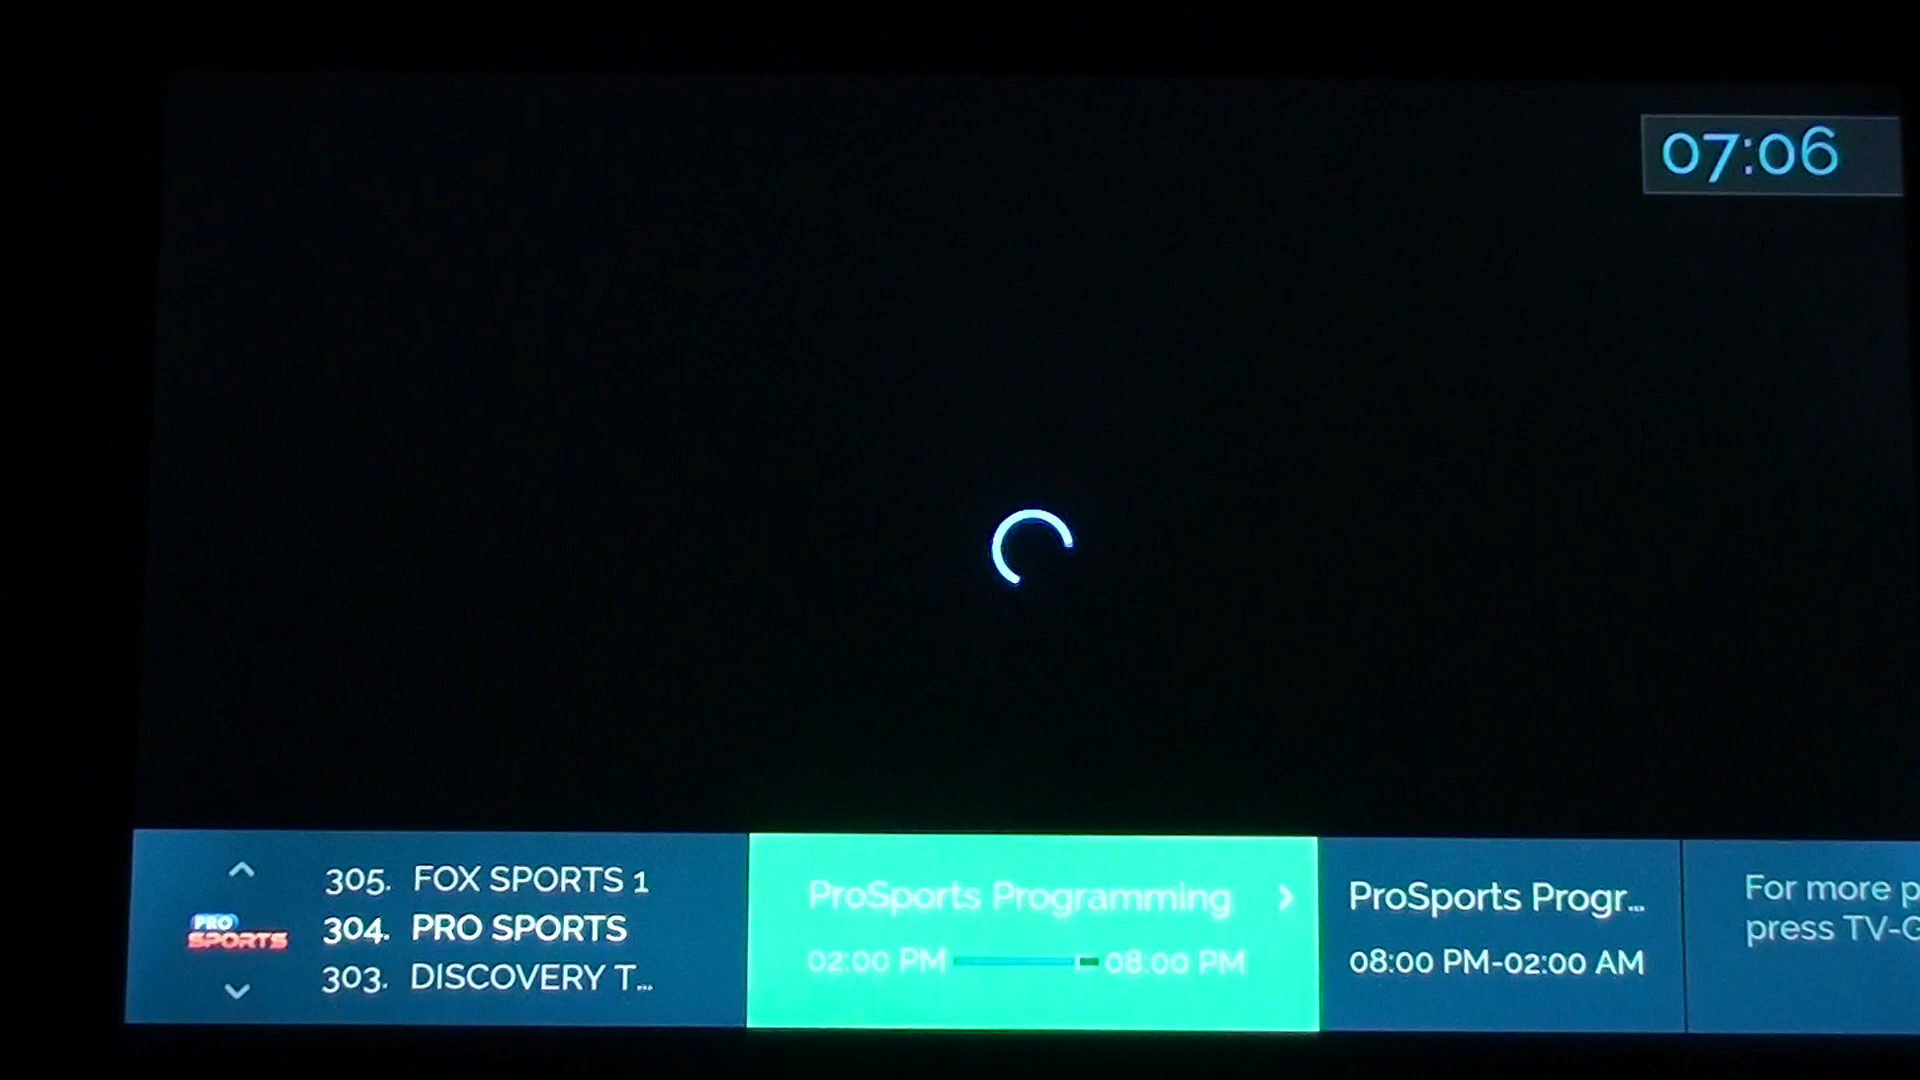 07:06
305. FOX SPORTS 1
PRO
SPORTS
304. PRO SPORTS
303. DISCOVERY T...
ProSports Programming
02:00 PM 08:00 PM
ProSports Progr...
08:00 PM-02:00 AM
For more p
press TV-G